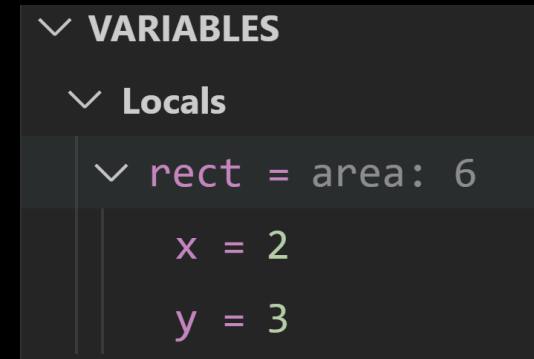 VARIABLES
Locals
rect = area: 6
x = 2
y = 3